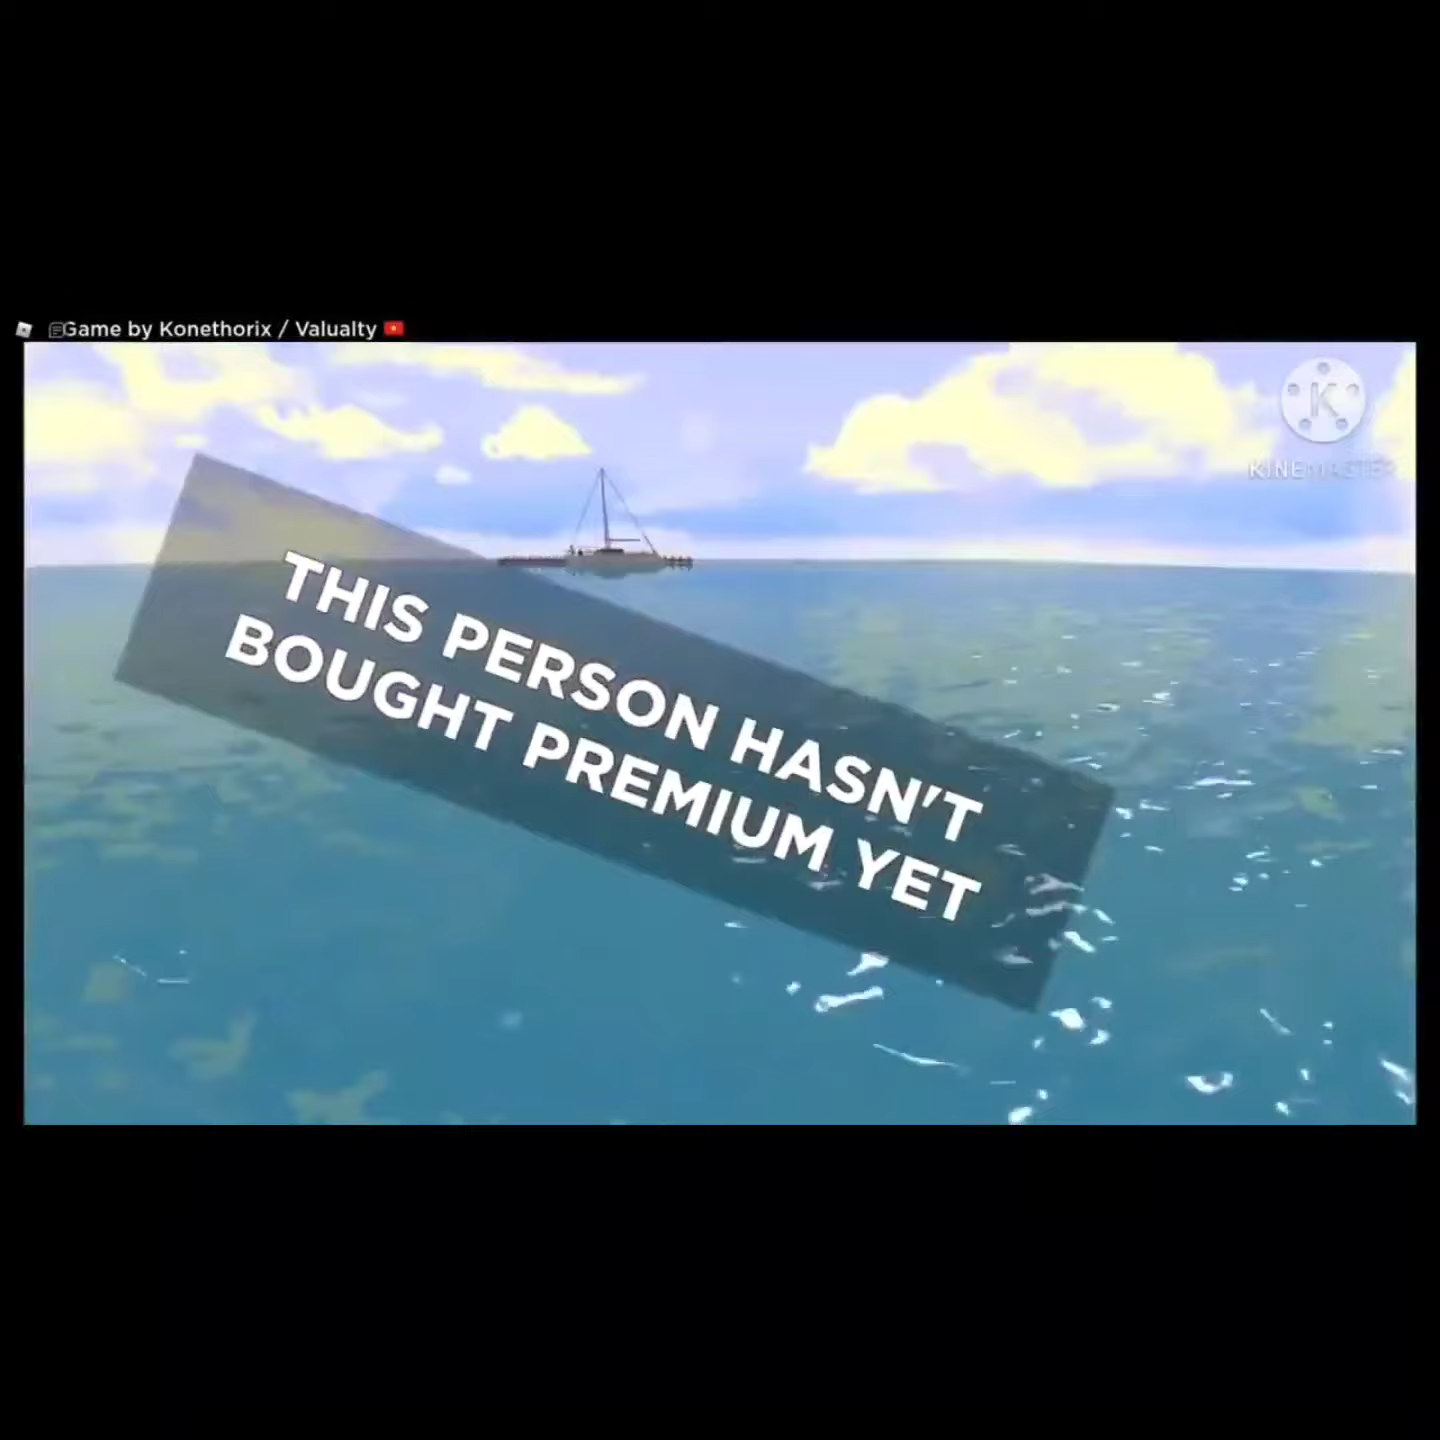 Game by Konethorix / Valualty
K
KINEMASTER
THIS PERSON HASN'T
BOUGHT PREMIUM YET